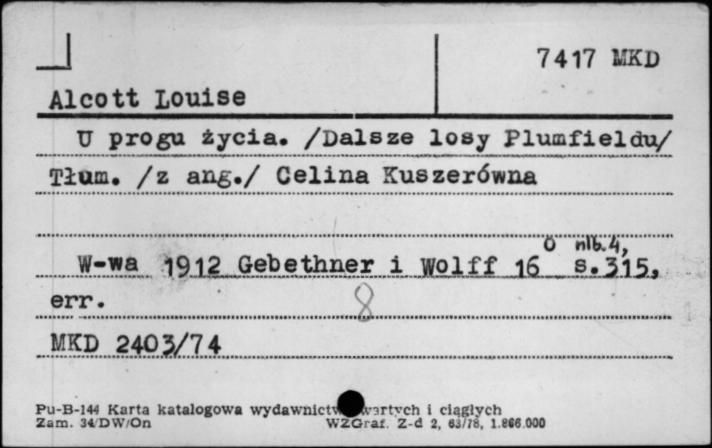 7417 MKD
Alcott Louise
U progu życia. /Dalsze losy Plumfieldu/
Tłum. /z ang./ Celina Kuszerówna
W-wa 1912 Gebethner i Wolff 16° nlb.4, s.315,
err. 8
MKD 2403/74
Pu-B-144 Karta katalogowa i ciągłych
Zam. 34/DW/On WZGraf. Z-d 2, 63/78, 1.866.000